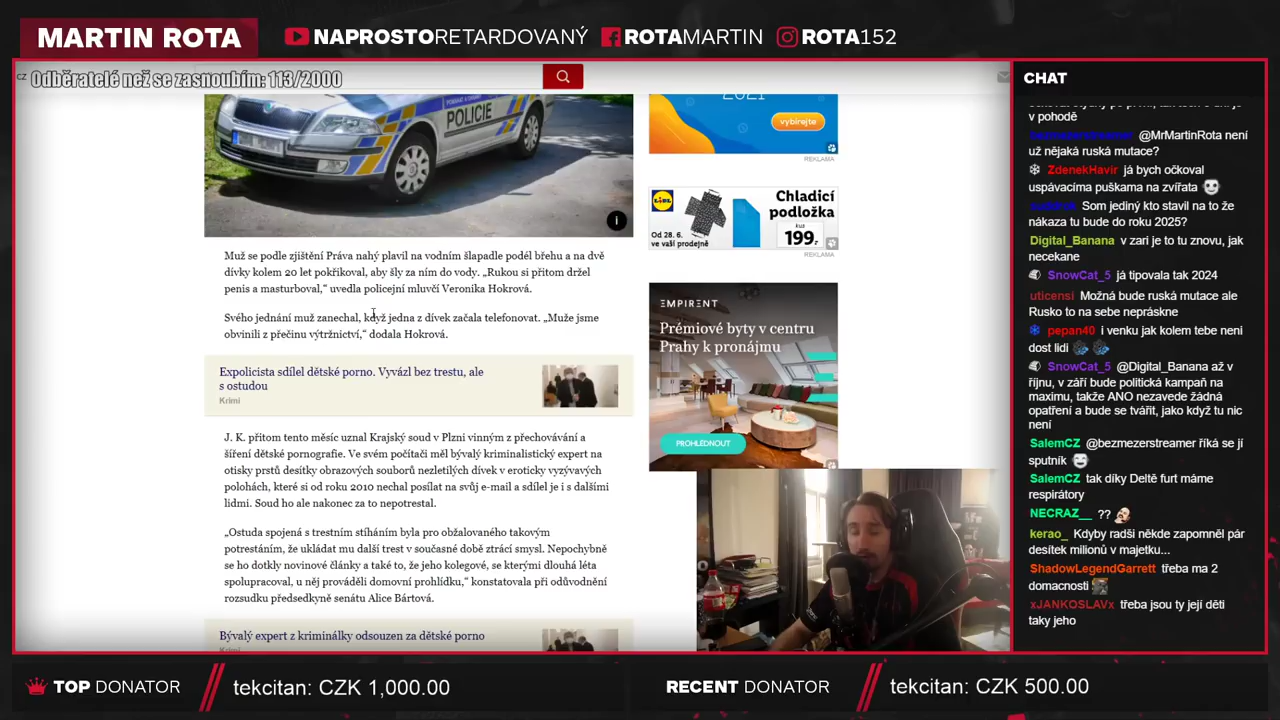 MARTIN ROTA
NAPROSTORETARDOVANÝ
ROTAMARTIN
ROTA152
CZ
Odběratelé než se zasnoubím: 113/2000
POLICIE
vybírejte
REKLAMA
LIDL
Chladicí
podložka
kus
199.-
Od 28. 6.
ve vaší prodejně
REKLAMA
Muž se podle zjištění Práva nahý plavil na vodním šlapadle podél břehu a na dvě
dívky kolem 20 let pokřikoval, aby šly za ním do vody. „Rukou si přitom držel
penis a masturboval,“ uvedla policejní mluvčí Veronika Hokrová.
Svého jednání muž zanechal, když jedna z dívek začala telefonovat. „Muže jsme
obvinili z přečinu výtržnictví,“ dodala Hokrová.
Expolicista sdílel dětské porno. Vyvázl bez trestu, ale
s ostudou
Krimi
EMPIRENT
Prémiové byty v centru
Prahy k pronájmu
PROHLÉDNOUT
J. K. přitom tento měsíc uznal Krajský soud v Plzni vinným z přechovávání a
šíření dětské pornografie. Ve svém počítači měl bývalý kriminalistický expert na
otisky prstů desítky obrazových souborů nezletilých dívek v eroticky vyzývavých
polohách, které si od roku 2010 nechal posílat na svůj e-mail a sdílel je i s dalšími
lidmi. Soud ho ale nakonec za to nepotrestal.
„Ostuda spojená s trestním stíháním byla pro obžalovaného takovým
potrestáním, že ukládat mu další trest v současné době ztrácí smysl. Nepochybně
se ho dotkly novinové články a také to, že jeho kolegové, se kterými dlouhá léta
spolupracoval, u něj prováděli domovní prohlídku,“ konstatovala při odůvodnění
rozsudku předsedkyně senátu Alice Bártová.
Bývalý expert z kriminálky odsouzen za dětské porno
CHAT
v pohodě
@MrMartinRota není
už nějaká ruská mutace?
ZdenekHavir já bych očkoval
uspávacíma puškama na zvířata
Som jediný kto stavil na to že
nákaza tu bude do roku 2025?
Digital_Banana v zari je to tu znovu, jak
necekane
SnowCat_5 já tipovala tak 2024
uticensi Možná bude ruská mutace ale
Rusko to na sebe nepráskne
pepan40 i venku jak kolem tebe neni
dost lidi
SnowCat_5 @Digital_Banana až v
říjnu, v září bude politická kampaň na
maximu, takže ANO nezavede žádná
opatření a bude se tvářit, jako když tu nic
není
SalemCZ @bezmezerstreamer říká se jí
sputník
SalemCZ tak díky Deltě furt máme
respirátory
NECRAZ__ ??
kerao_ Kdyby radši někde zapomněl pár
desítek milionů v majetku...
ShadowLegendGarrett třeba ma 2
domacnosti
xJANKOSLAVx třeba jsou ty její děti
taky jeho
TOP DONATOR
tekcitan: CZK 1,000.00
RECENT DONATOR
tekcitan: CZK 500.00